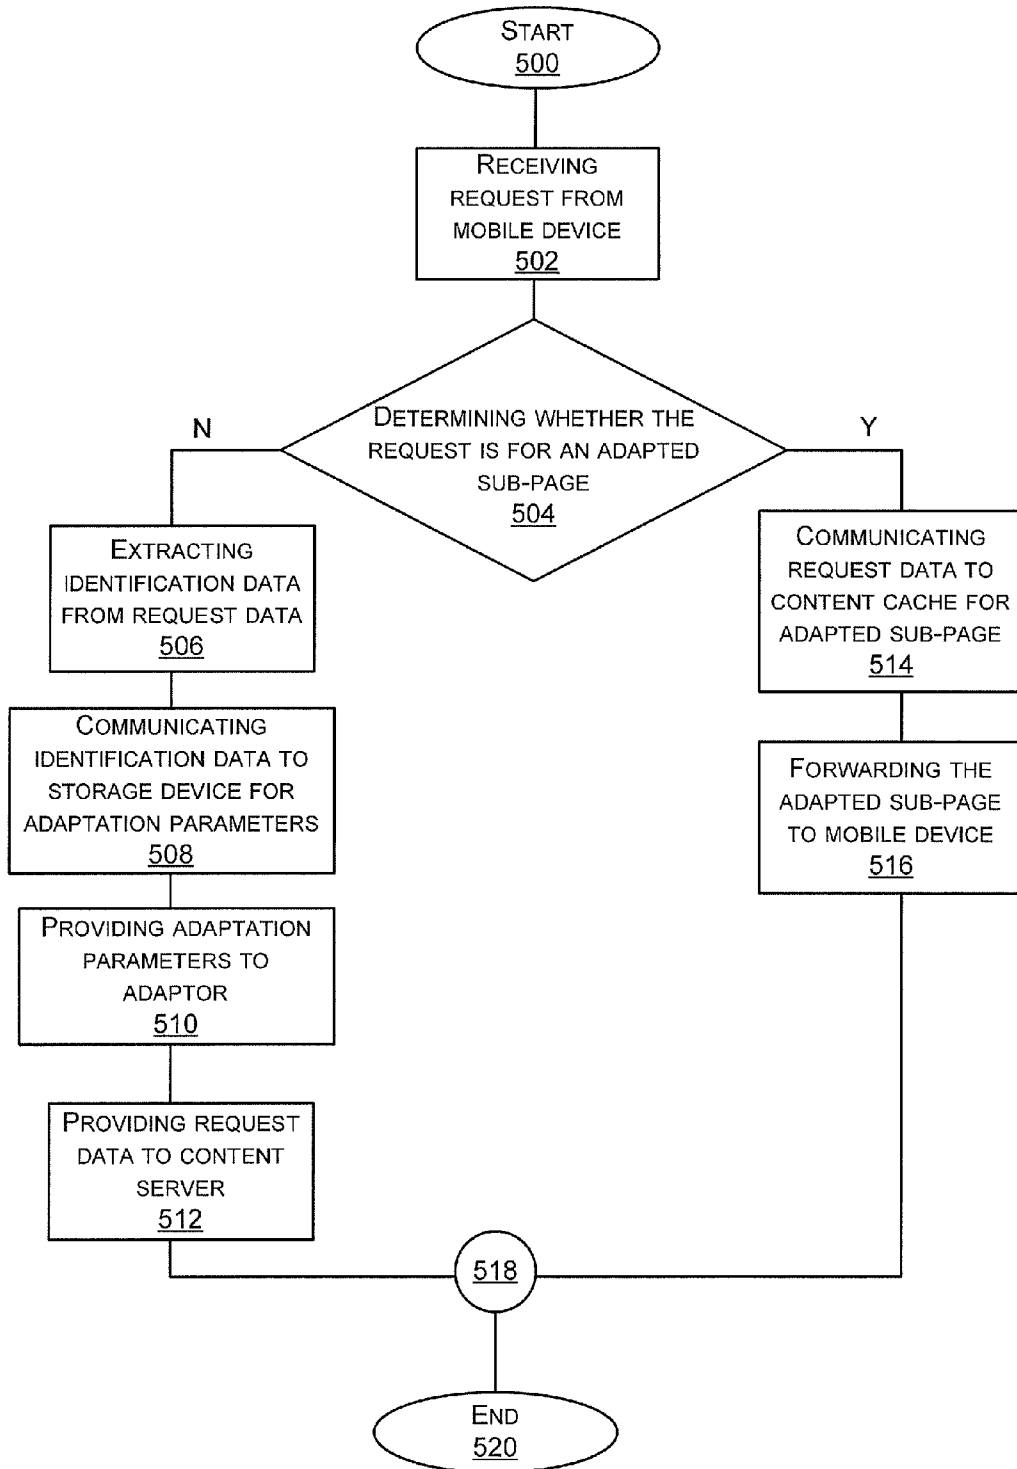 START
500
RECEIVING
REQUEST FROM
MOBILE DEVICE
502
DETERMINING WHETHER THE
REQUEST IS FOR AN ADAPTED
SUB-PAGE
504
N
Y
EXTRACTING
IDENTIFICATION DATA
FROM REQUEST DATA
506
COMMUNICATING
IDENTIFICATION DATA TO
STORAGE DEVICE FOR
ADAPTATION PARAMETERS
508
PROVIDING ADAPTATION
PARAMETERS TO
ADAPTOR
510
PROVIDING REQUEST
DATA TO CONTENT
SERVER
512
COMMUNICATING
REQUEST DATA TO
CONTENT CACHE FOR
ADAPTED SUB-PAGE
514
FORWARDING THE
ADAPTED SUB-PAGE
TO MOBILE DEVICE
516
518
END
520